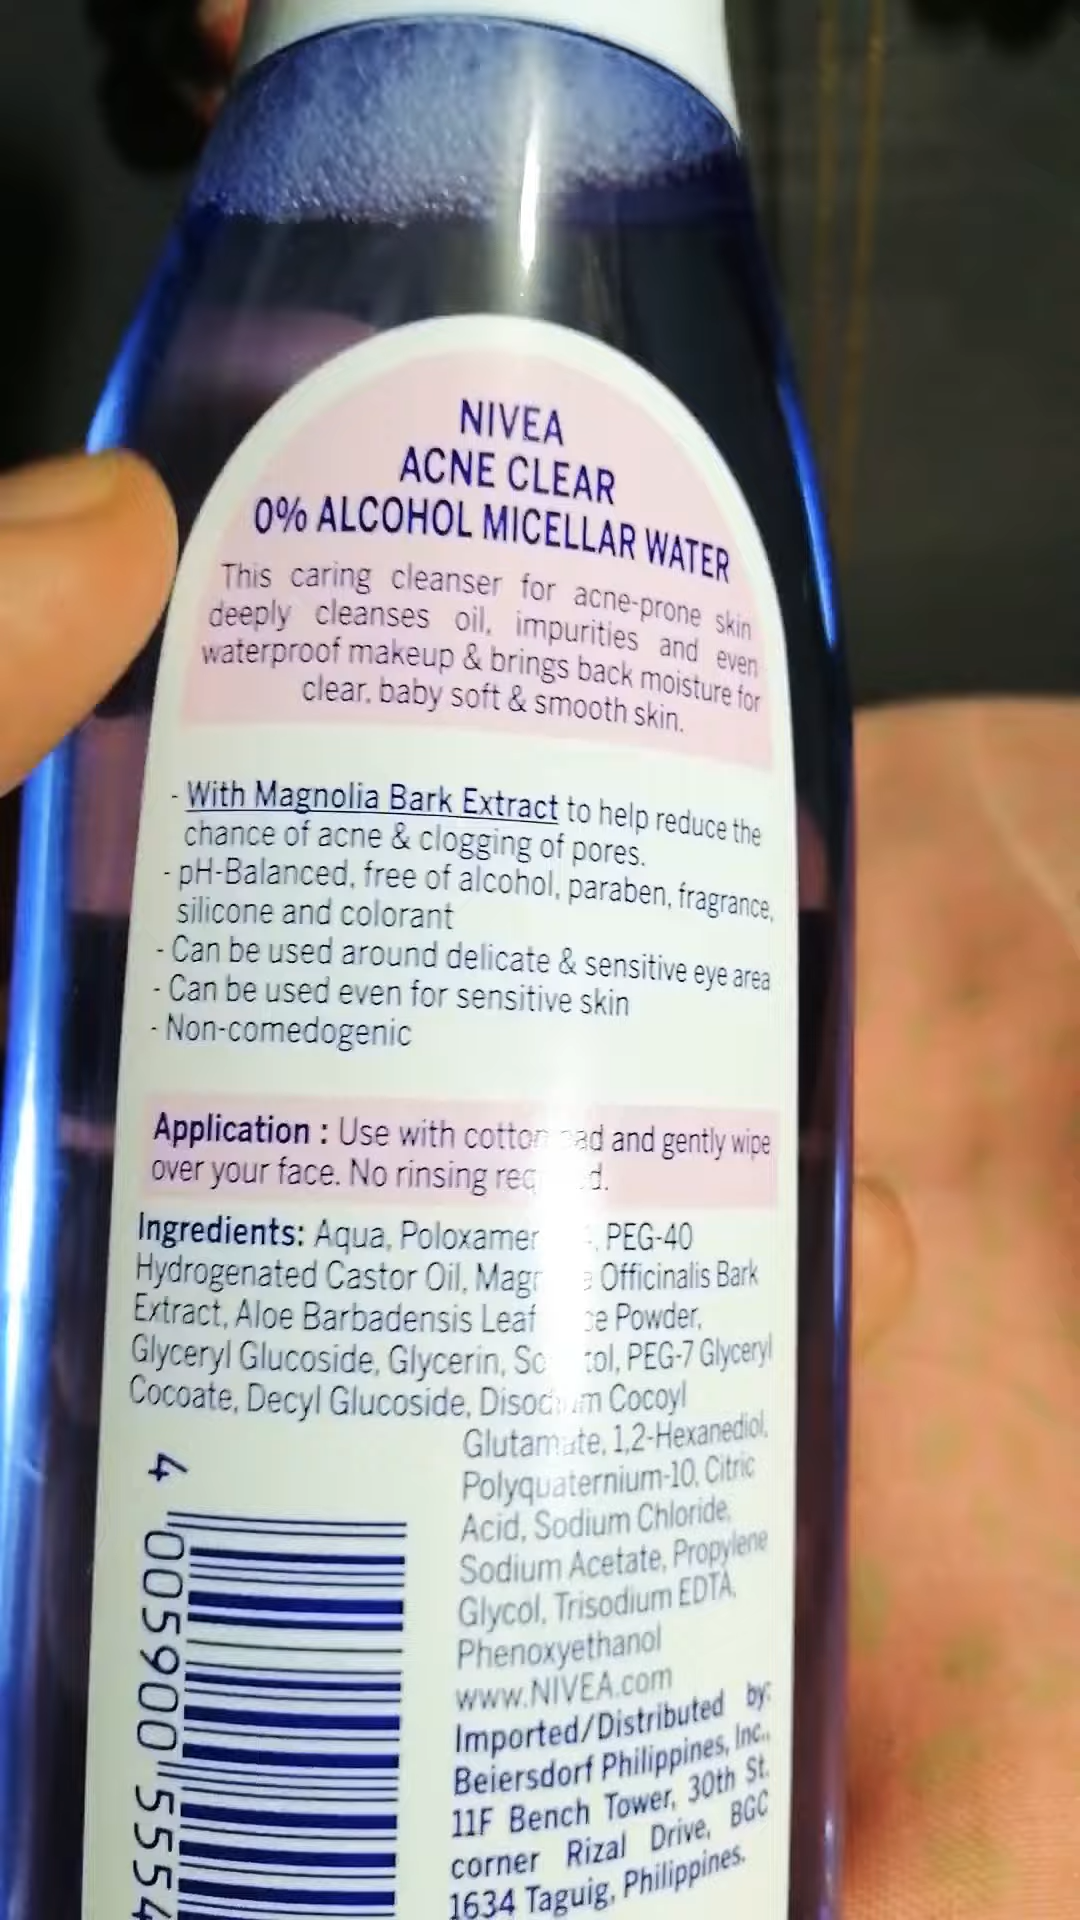 NIVEA
ACNE CLEAR
0% ALCOHOL MICELLAR WATER
This caring cleanser for acne-prone skin
deeply cleanses oil, impurities and even
waterproof makeup & brings back moisture for
clear, baby soft & smooth skin.
- With Magnolia Bark Extract to help reduce the
chance of acne & clogging of pores.
- pH-Balanced, free of alcohol, paraben, fragrance,
silicone and colorant
- Can be used around delicate & sensitive eye area
- Can be used even for sensitive skin
- Non-comedogenic
Application : Use with cotton pad and gently wipe
over your face. No rinsing required.
Ingredients: Aqua, Poloxamer PEG-40
Hydrogenated Castor Oil, Magnolia Officinalis Bark
Extract, Aloe Barbadensis Leaf Juice Powder,
Glyceryl Glucoside, Glycerin, Sorbitol, PEG-7 Glyceryl
Cocoate, Decyl Glucoside, Disodium Cocoyl
Glutamate, 1,2-Hexanediol,
Polyquaternium-10, Citric
Acid, Sodium Chloride,
Sodium Acetate, Propylene
Glycol, Trisodium EDTA,
Phenoxyethanol
www.NIVEA.com
Imported/Distributed by:
Beiersdorf Philippines, Inc.,
11F Bench Tower, 30th St.
corner Rizal Drive, BGC
1634 Taguig, Philippines.
4 005900 5554